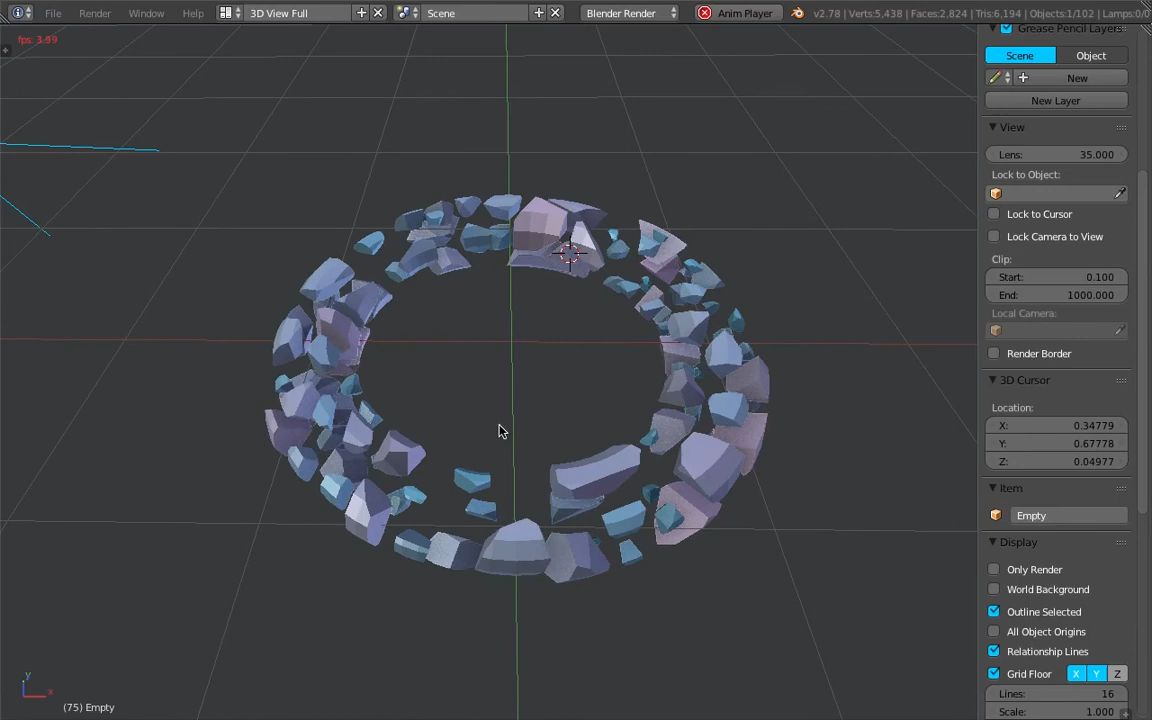 File Render Window Help 3D View Full Scene Blender Render Anim Player v2.78 | Verts:5,438 | Faces:2,824 | Tris:6,194 | Objects:1/102 | Lamps:0/0
fps: 3.99
Grease Pencil Layers
Scene Object
New
New Layer
View
Lens: 35.000
Lock to Object:
Lock to Cursor
Lock Camera to View
Clip:
Start: 0.100
End: 1000.000
Local Camera:
Render Border
3D Cursor
Location:
X: 0.34779
Y: 0.67778
Z: 0.04977
Item
Empty
Display
Only Render
World Background
Outline Selected
All Object Origins
Relationship Lines
Grid Floor X Y Z
Lines: 16
Scale: 1.000
y
x
(75) Empty